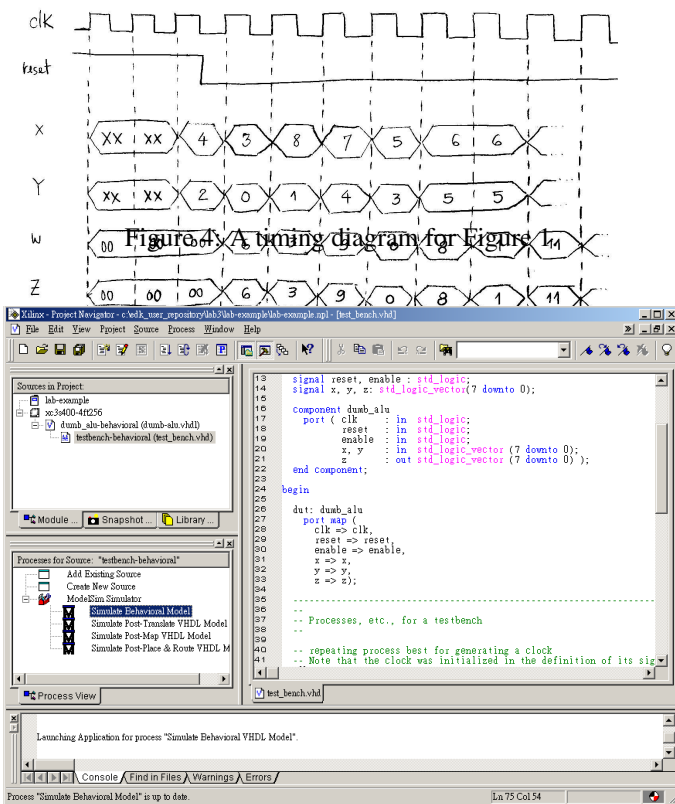 clk
reset
X XX XX 4 3 8 7 5 6 6
Y XX XX 2 0 1 4 3 5 5
W 00 00 00 6 9 0 8 11
Figure 4: A timing diagram for Figure 1.
Z 00 00 00 6 3 9 0 8 1 11
Xilinx - Project Navigator - c:\edk_user_repository\lab3\lab-example\lab-example.npl - [test_bench.vhd]
File Edit View Project Source Process Window Help
Sources in Project:
lab-example
xc3s400-4ft256
dumb_alu-behavioral (dumb-alu.vhdl)
testbench-behavioral (test_bench.vhd)
Module ... Snapshot ... Library ...
Processes for Source: "testbench-behavioral"
Add Existing Source
Create New Source
ModelSim Simulator
Simulate Behavioral Model
Simulate Post-Translate VHDL Model
Simulate Post-Map VHDL Model
Simulate Post-Place & Route VHDL M
Process View
13 signal reset, enable : std_logic;
14 signal x, y, z: std_logic_vector(7 downto 0);
15
16 component dumb_alu
17 port ( clk : in std_logic;
18 reset : in std_logic;
19 enable : in std_logic;
20 x, y : in std_logic_vector (7 downto 0);
21 z : out std_logic_vector (7 downto 0) );
22 end component;
23
24 begin
25
26 dut: dumb_alu
27 port map (
28 clk => clk,
29 reset => reset,
30 enable => enable,
31 x => x,
32 y => y,
33 z => z);
34
35 --------------------------------------------------------------
36 --
37 -- Processes, etc., for a testbench
38 --
39
40 -- repeating process best for generating a clock
41 -- Note that the clock was initialized in the definition of its sig
test_bench.vhd
Launching Application for process "Simulate Behavioral VHDL Model".
Console Find in Files Warnings Errors
Process "Simulate Behavioral Model" is up to date.
Ln 75 Col 54